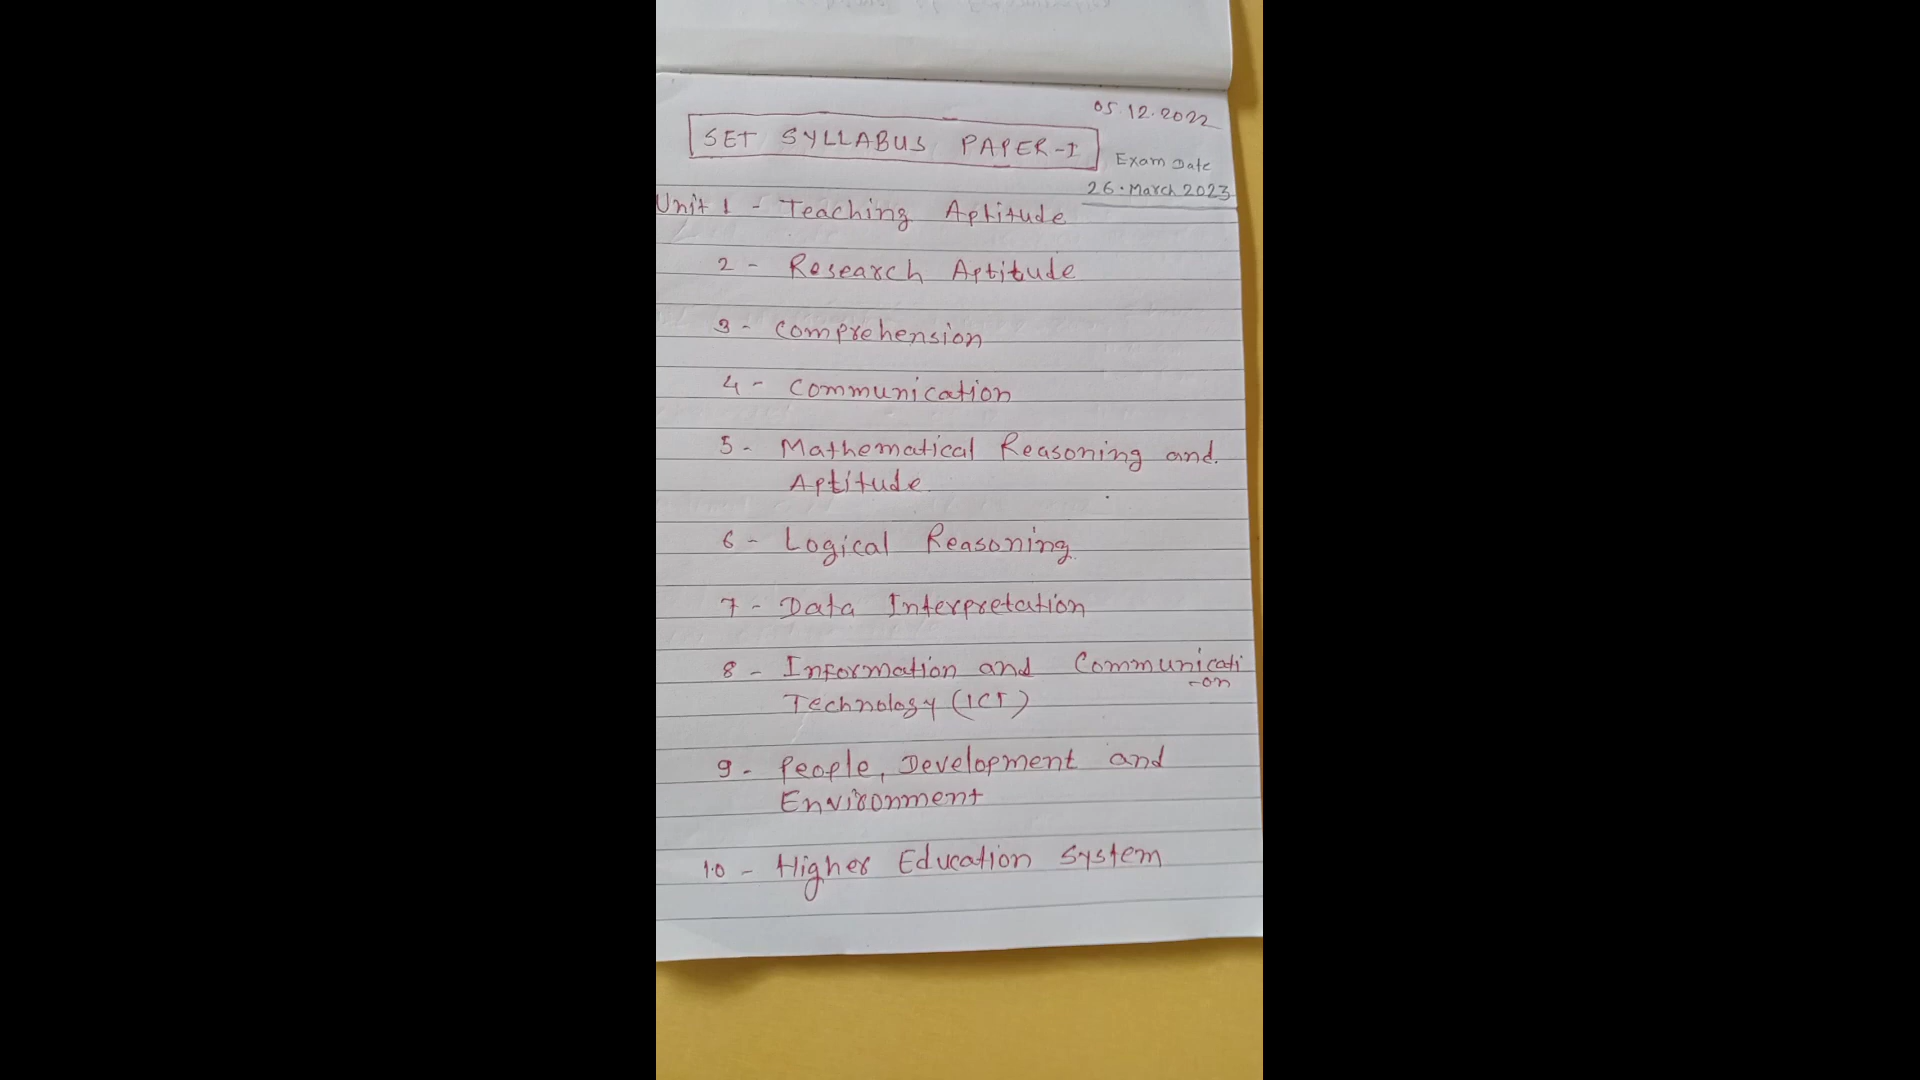 05.12.2022
SET SYLLABUS PAPER-I
Exam Date
26. March 2023
Unit 1 - Teaching Aptitude
2 - Research Aptitude
3 - Comprehension
4 - Communication
5 - Mathematical Reasoning and
Aptitude
6 - Logical Reasoning
7 - Data Interpretation
8 - Information and Communicati
-on
Technology (ICT)
9 - People, Development and
Environment
10 - Higher Education System